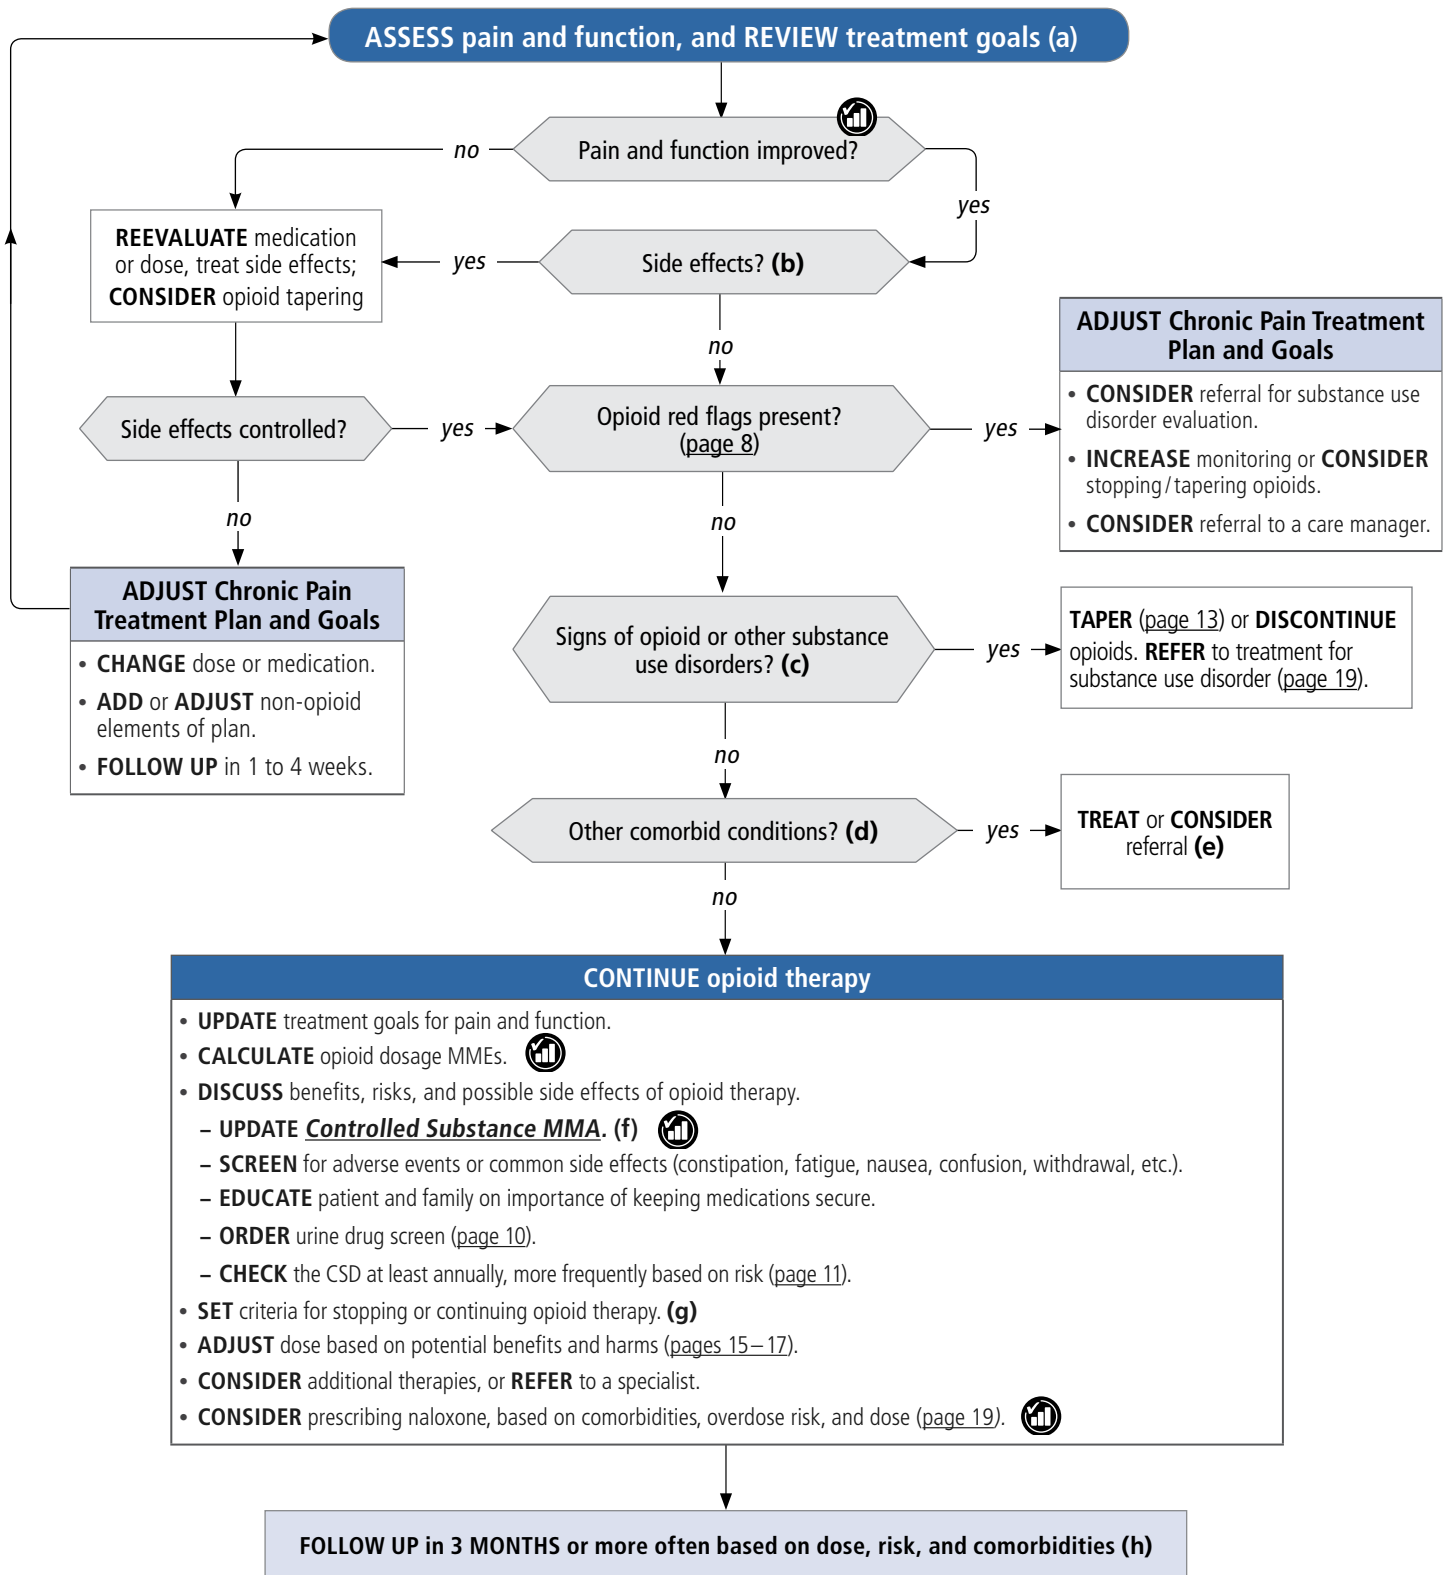 ASSESS pain and function, and REVIEW treatment goals (a)
Pain and function improved?
no
yes
REEVALUATE medication
or dose, treat side effects;
CONSIDER opioid tapering
yes
Side effects? (b)
no
ADJUST Chronic Pain Treatment
Plan and Goals
• CONSIDER referral for substance use
disorder evaluation.
• INCREASE monitoring or CONSIDER
stopping/tapering opioids.
• CONSIDER referral to a care manager.
Side effects controlled?
yes
Opioid red flags present?
(page 8)
yes
no
no
ADJUST Chronic Pain
Treatment Plan and Goals
• CHANGE dose or medication.
• ADD or ADJUST non-opioid
elements of plan.
• FOLLOW UP in 1 to 4 weeks.
Signs of opioid or other substance
use disorders? (c)
yes
TAPER (page 13) or DISCONTINUE
opioids. REFER to treatment for
substance use disorder (page 19).
no
Other comorbid conditions? (d)
yes
TREAT or CONSIDER
referral (e)
no
CONTINUE opioid therapy
• UPDATE treatment goals for pain and function.
• CALCULATE opioid dosage MMEs.
• DISCUSS benefits, risks, and possible side effects of opioid therapy.
– UPDATE Controlled Substance MMA. (f)
– SCREEN for adverse events or common side effects (constipation, fatigue, nausea, confusion, withdrawal, etc.).
– EDUCATE patient and family on importance of keeping medications secure.
– ORDER urine drug screen (page 10).
– CHECK the CSD at least annually, more frequently based on risk (page 11).
• SET criteria for stopping or continuing opioid therapy. (g)
• ADJUST dose based on potential benefits and harms (pages 15–17).
• CONSIDER additional therapies, or REFER to a specialist.
• CONSIDER prescribing naloxone, based on comorbidities, overdose risk, and dose (page 19).
FOLLOW UP in 3 MONTHS or more often based on dose, risk, and comorbidities (h)